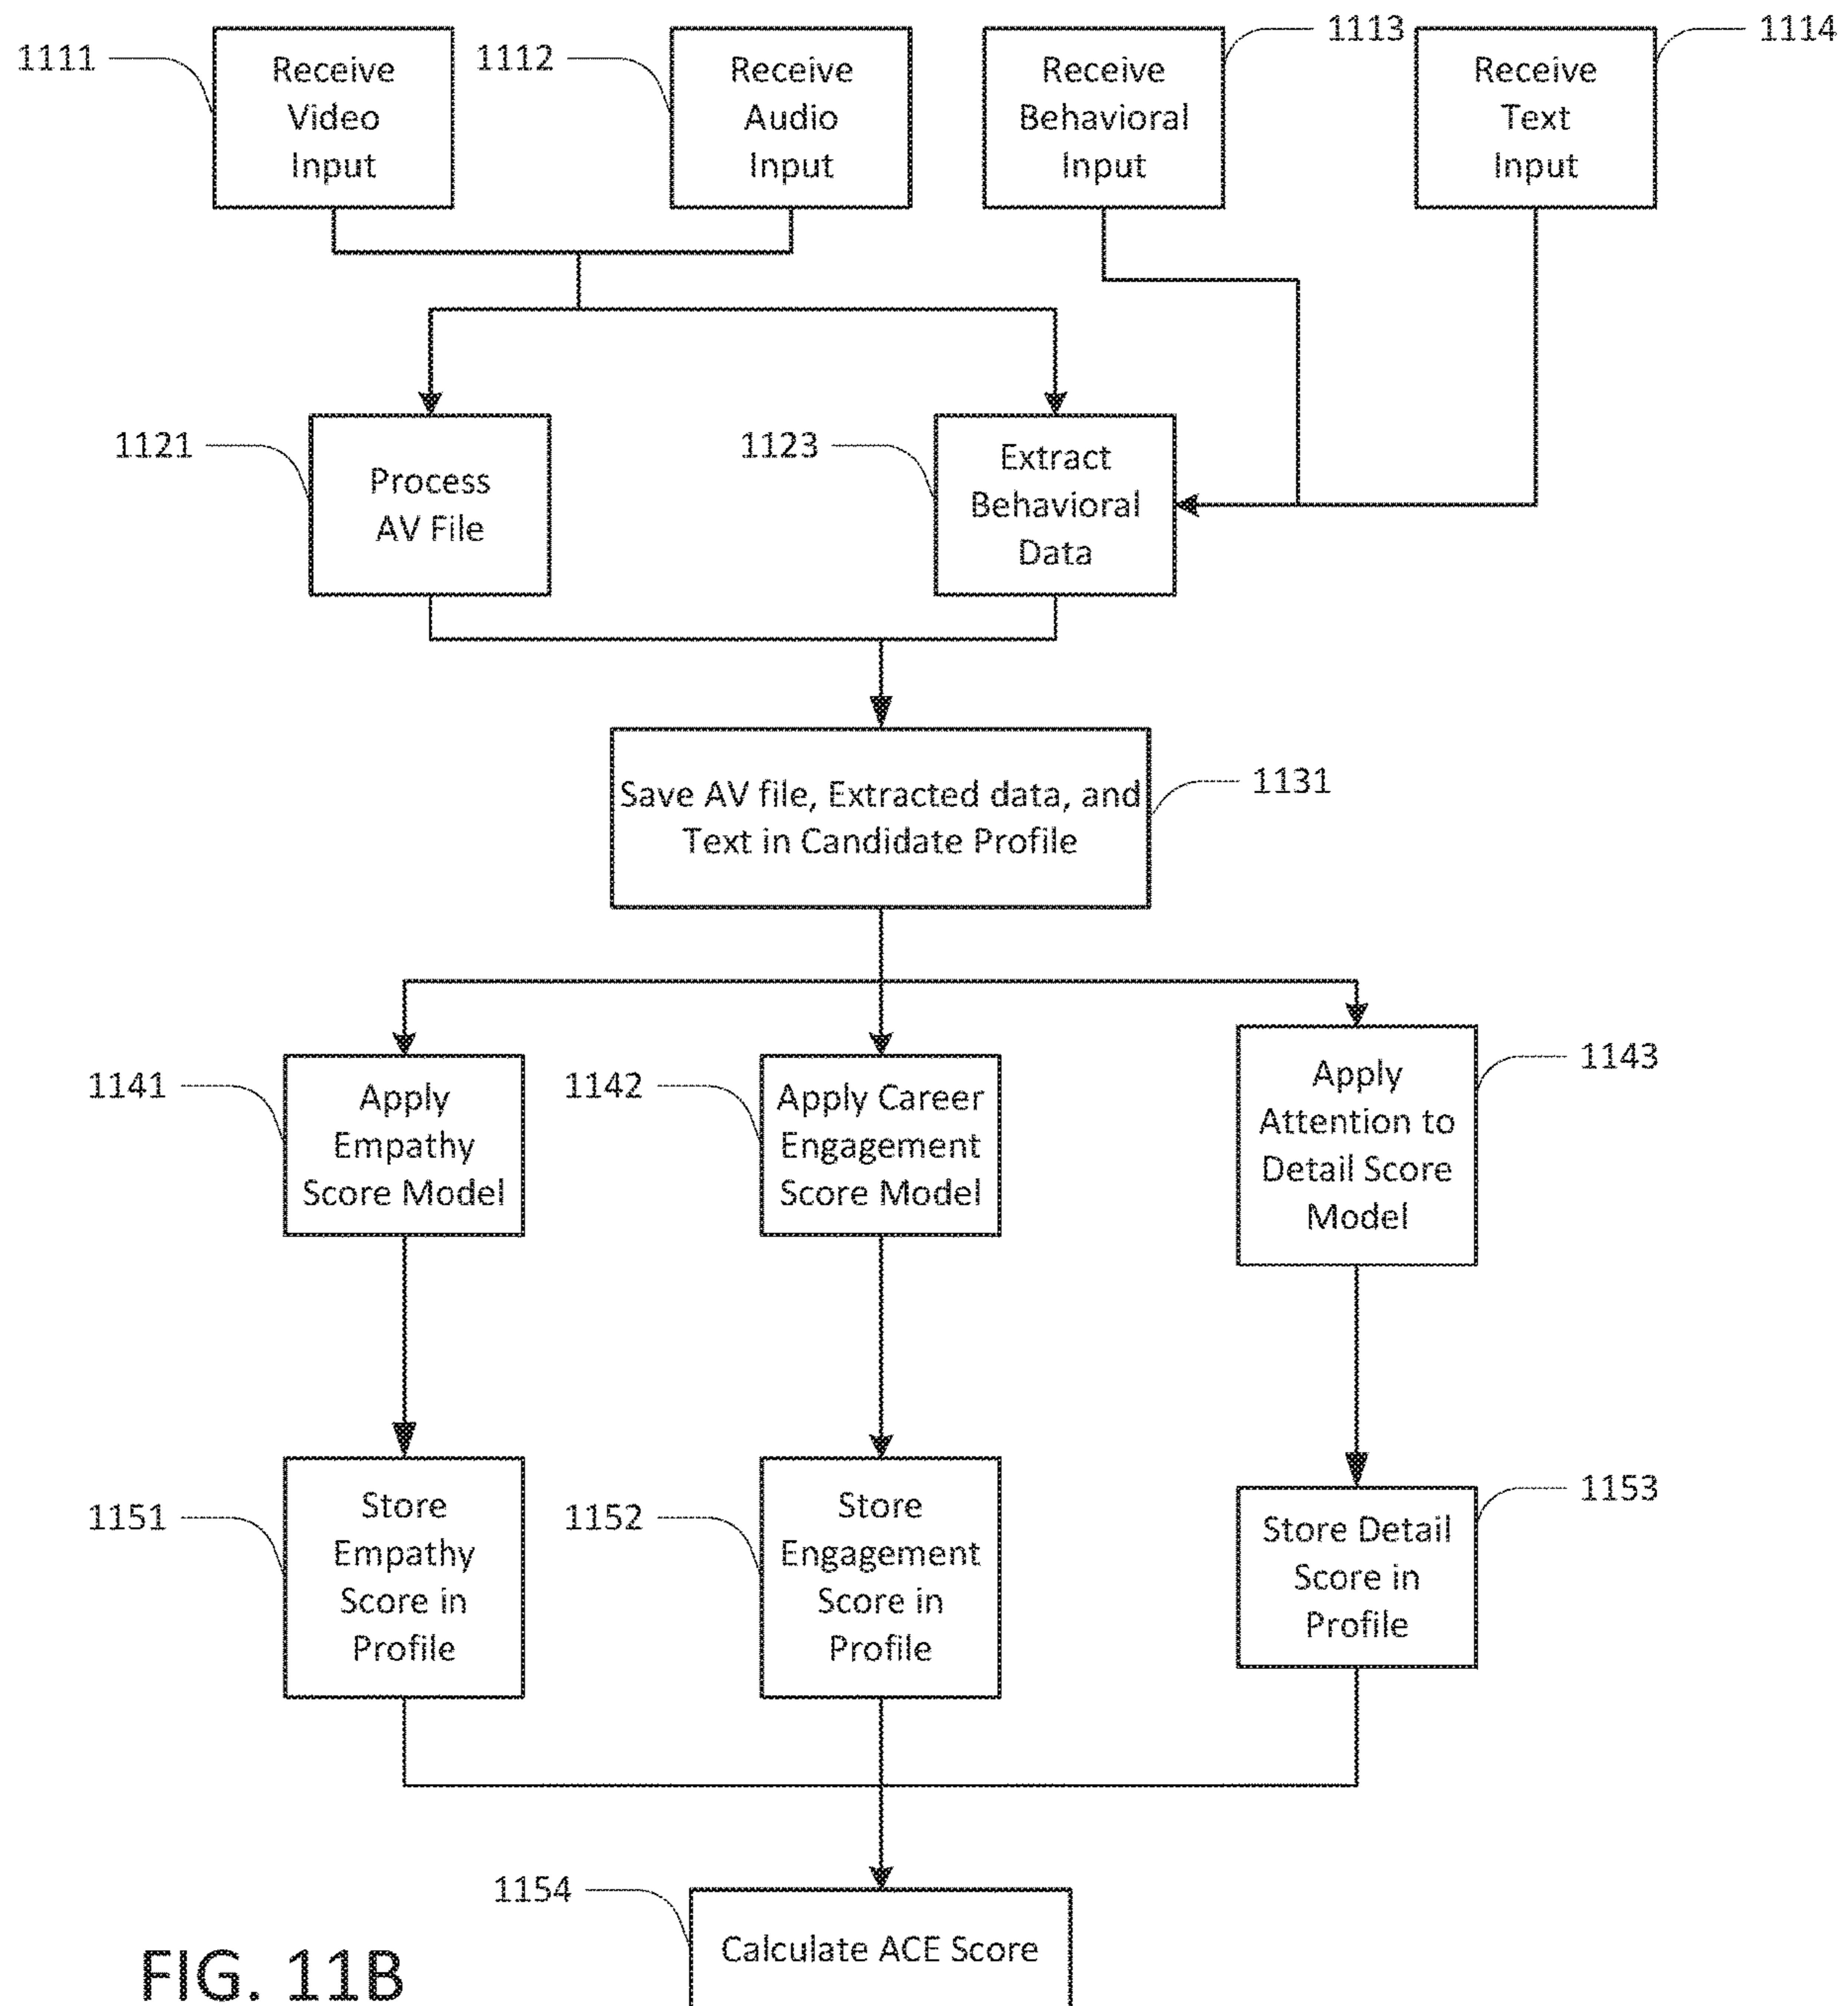 1111
Receive
Video
Input
1112
Receive
Audio
Input
1113
Receive
Behavioral
Input
1114
Receive
Text
Input
1121
Process
AV File
1123
Extract
Behavioral
Data
Save AV file, Extracted data, and
Text in Candidate Profile
1131
1141
Apply
Empathy
Score Model
1142
Apply Career
Engagement
Score Model
1143
Apply
Attention to
Detail Score
Model
1151
Store
Empathy
Score in
Profile
1152
Store
Engagement
Score in
Profile
1153
Store Detail
Score in
Profile
1154
Calculate ACE Score
FIG. 11B